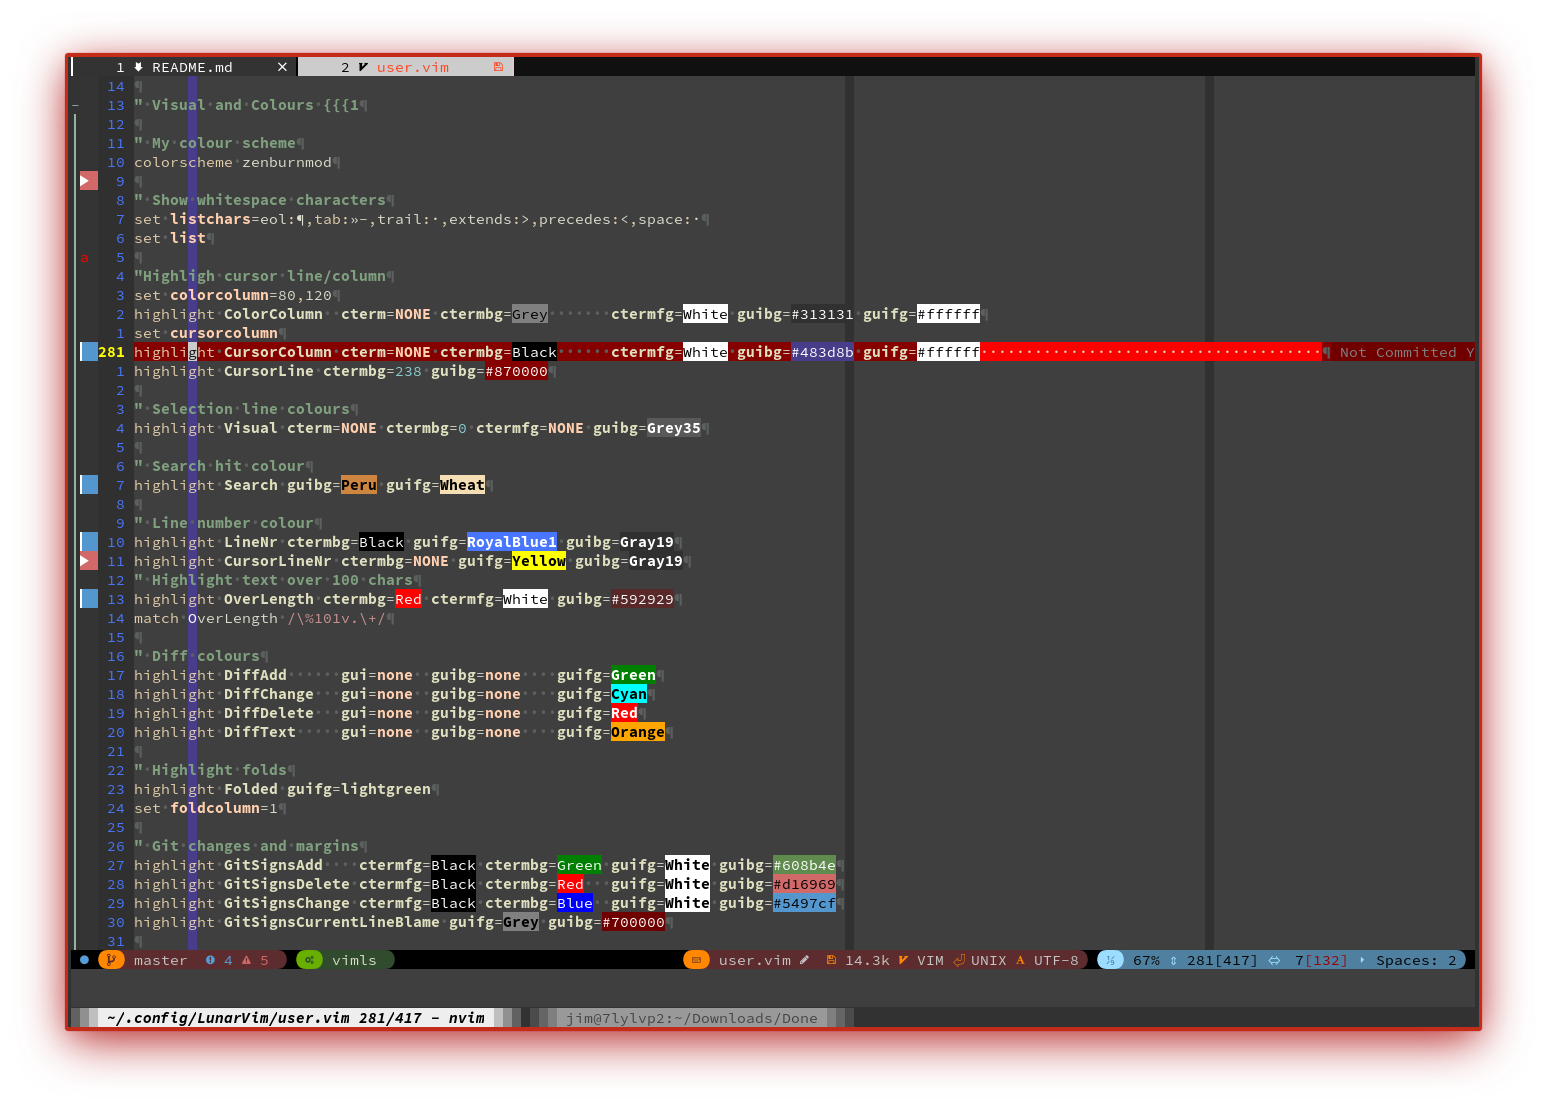 1 README.md × 2 user.vim
14 ¶
− 13 "·Visual·and·Colours·{{{1¶
12 ¶
11 "·My·colour·scheme¶
10 colorscheme·zenburnmod¶
9 ¶
8 "·Show·whitespace·characters¶
7 set·listchars=eol:¶,tab:»−,trail:·,extends:>,precedes:<,space:·¶
6 set·list¶
a 5 ¶
4 "Highligh·cursor·line/column¶
3 set·colorcolumn=80,120¶
2 highlight·ColorColumn··cterm=NONE·ctermbg=Grey·······ctermfg=White·guibg=#313131·guifg=#ffffff¶
1 set·cursorcolumn¶
281 highlight·CursorColumn·cterm=NONE·ctermbg=Black······ctermfg=White·guibg=#483d8b·guifg=#ffffff······································¶ Not Committed Y
1 highlight·CursorLine·ctermbg=238·guibg=#870000¶
2 ¶
3 "·Selection·line·colours¶
4 highlight·Visual·cterm=NONE·ctermbg=0·ctermfg=NONE·guibg=Grey35¶
5 ¶
6 "·Search·hit·colour¶
7 highlight·Search·guibg=Peru·guifg=Wheat¶
8 ¶
9 "·Line·number·colour¶
10 highlight·LineNr·ctermbg=Black·guifg=RoyalBlue1·guibg=Gray19¶
11 highlight·CursorLineNr·ctermbg=NONE·guifg=Yellow·guibg=Gray19¶
12 "·Highlight·text·over·100·chars¶
13 highlight·OverLength·ctermbg=Red·ctermfg=White·guibg=#592929¶
14 match·OverLength·/\%101v.\+/¶
15 ¶
16 "·Diff·colours¶
17 highlight·DiffAdd······gui=none··guibg=none····guifg=Green¶
18 highlight·DiffChange···gui=none··guibg=none····guifg=Cyan¶
19 highlight·DiffDelete···gui=none··guibg=none····guifg=Red¶
20 highlight·DiffText·····gui=none··guibg=none····guifg=Orange¶
21 ¶
22 "·Highlight·folds¶
23 highlight·Folded·guifg=lightgreen¶
24 set·foldcolumn=1¶
25 ¶
26 "·Git·changes·and·margins¶
27 highlight·GitSignsAdd····ctermfg=Black·ctermbg=Green·guifg=White·guibg=#608b4e¶
28 highlight·GitSignsDelete·ctermfg=Black·ctermbg=Red···guifg=White·guibg=#d16969¶
29 highlight·GitSignsChange·ctermfg=Black·ctermbg=Blue··guifg=White·guibg=#5497cf¶
30 highlight·GitSignsCurrentLineBlame·guifg=Grey·guibg=#700000¶
31 ¶
master 4 5 vimls user.vim 14.3k VIM UNIX UTF-8 67% 281[417] 7[132] Spaces: 2
~/.config/LunarVim/user.vim 281/417 − nvim jim@7lylvp2:~/Downloads/Done